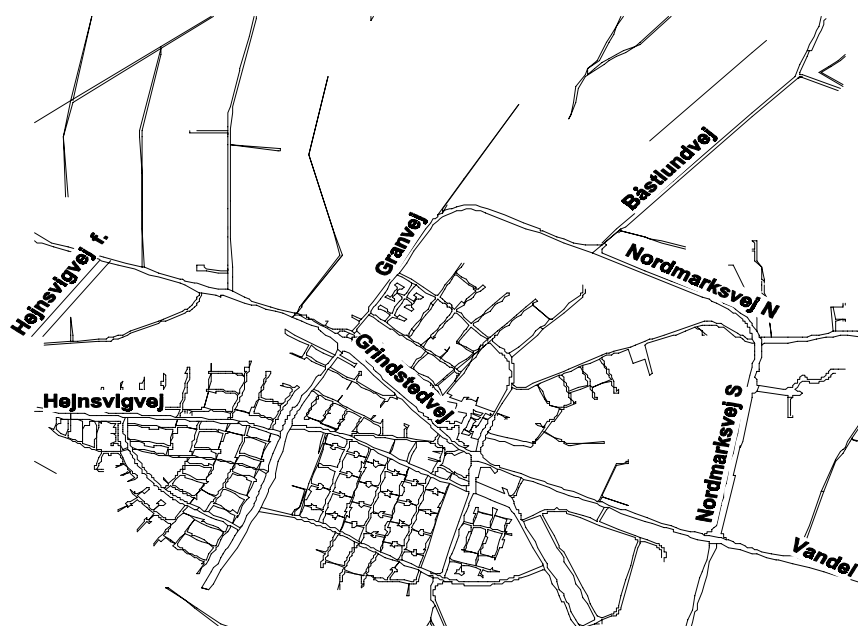 Båstlundvej
Granvej
Hejnsvigvej f.
Nordmarksvej N
Grindstedvej
Hejnsvigvej
Nordmarksvej S
Vandel